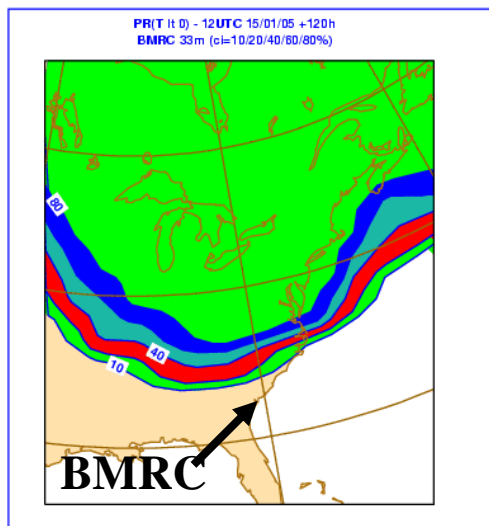 PR(T lt 0) - 12UTC 15/01/05 +120h
BMRC 33m (ci=10/20/40/60/80%)
80
40
10
BMRC